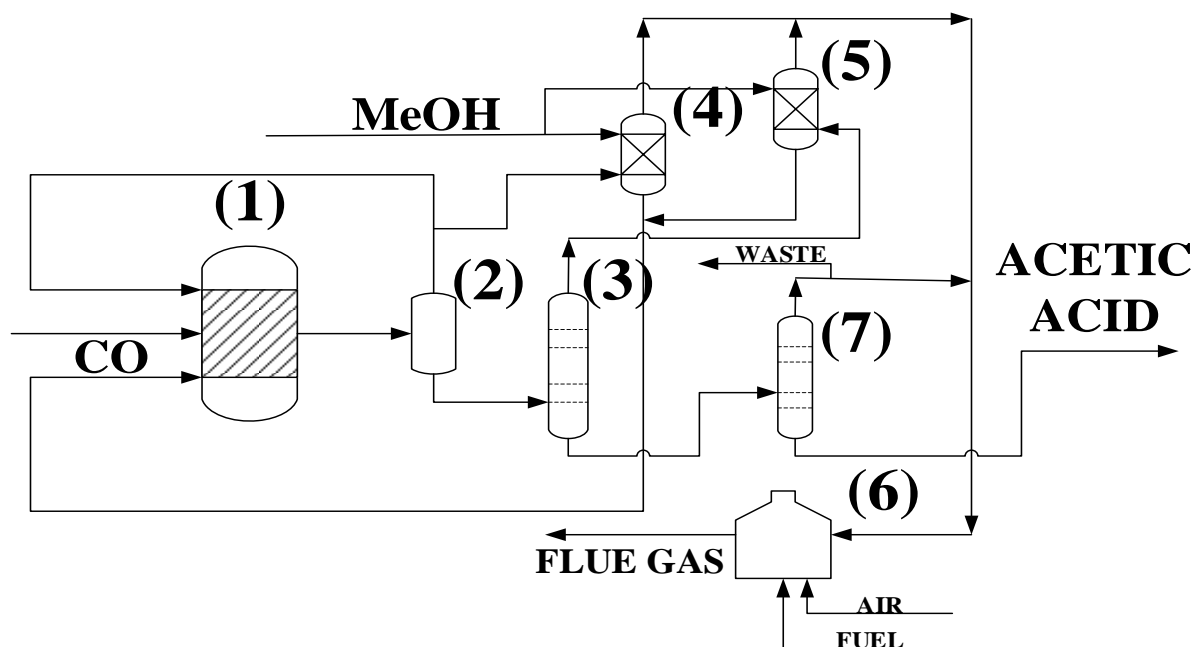 (5)
MeOH
(4)
(1)
WASTE
ACETIC
ACID
(2)
(3)
(7)
CO
(6)
FLUE GAS
AIR
FUEL